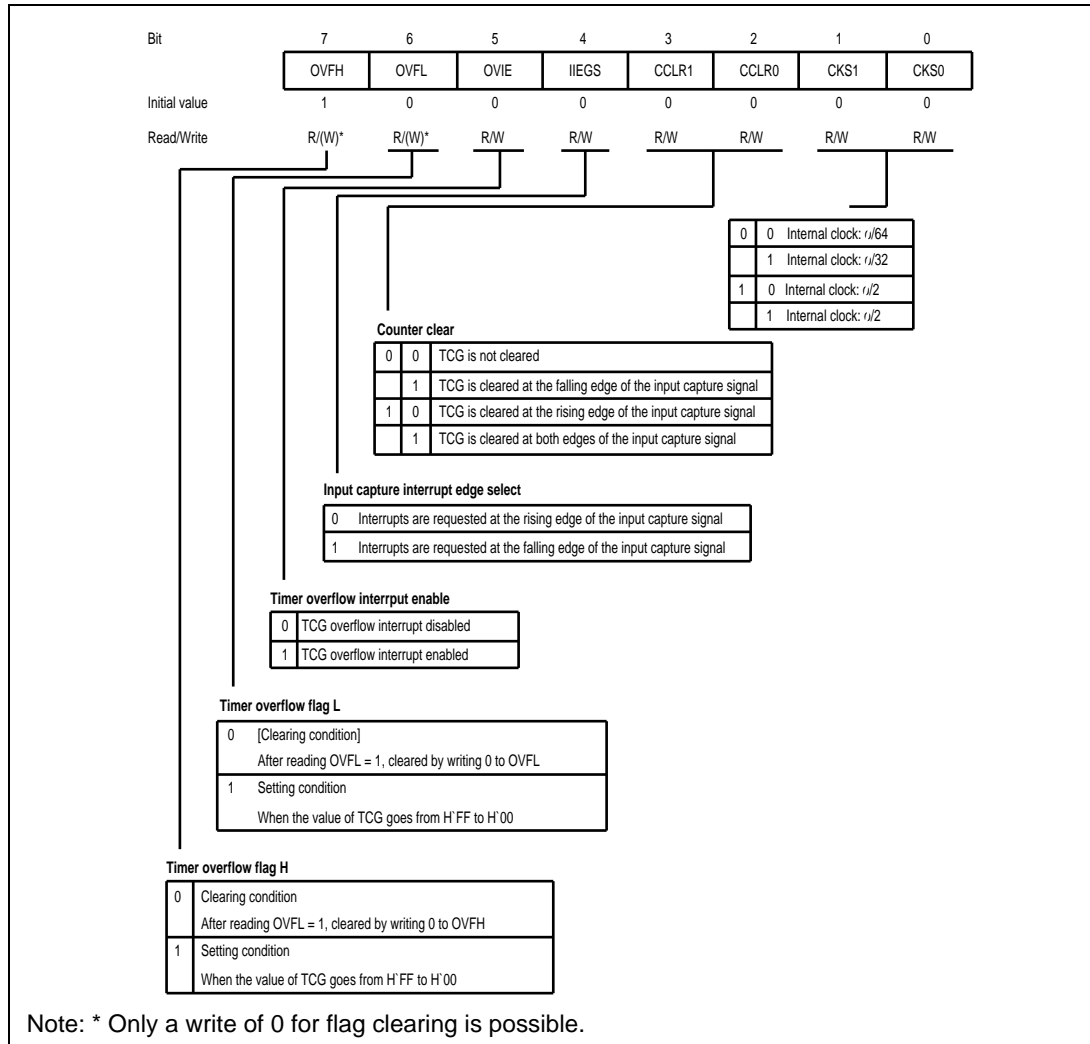 Bit 7 6 5 4 3 2 1 0
OVFH OVFL OVIE IIEGS CCLR1 CCLR0 CKS1 CKS0
Initial value 1 0 0 0 0 0 0 0
Read/Write R/(W)* R/(W)* R/W R/W R/W R/W R/W R/W
0 0 Internal clock: /64
1 Internal clock: /32
1 0 Internal clock: /2
1 Internal clock: /2
Counter clear
0 0 TCG is not cleared
1 TCG is cleared at the falling edge of the input capture signal
1 0 TCG is cleared at the rising edge of the input capture signal
1 TCG is cleared at both edges of the input capture signal
Input capture interrupt edge select
0 Interrupts are requested at the rising edge of the input capture signal
1 Interrupts are requested at the falling edge of the input capture signal
Timer overflow interrput enable
0 TCG overflow interrupt disabled
1 TCG overflow interrupt enabled
Timer overflow flag L
0 [Clearing condition]
After reading OVFL = 1, cleared by writing 0 to OVFL
1 Setting condition
When the value of TCG goes from H`FF to H`00
Timer overflow flag H
0 Clearing condition
After reading OVFL = 1, cleared by writing 0 to OVFH
1 Setting condition
When the value of TCG goes from H`FF to H`00
Note: * Only a write of 0 for flag clearing is possible.